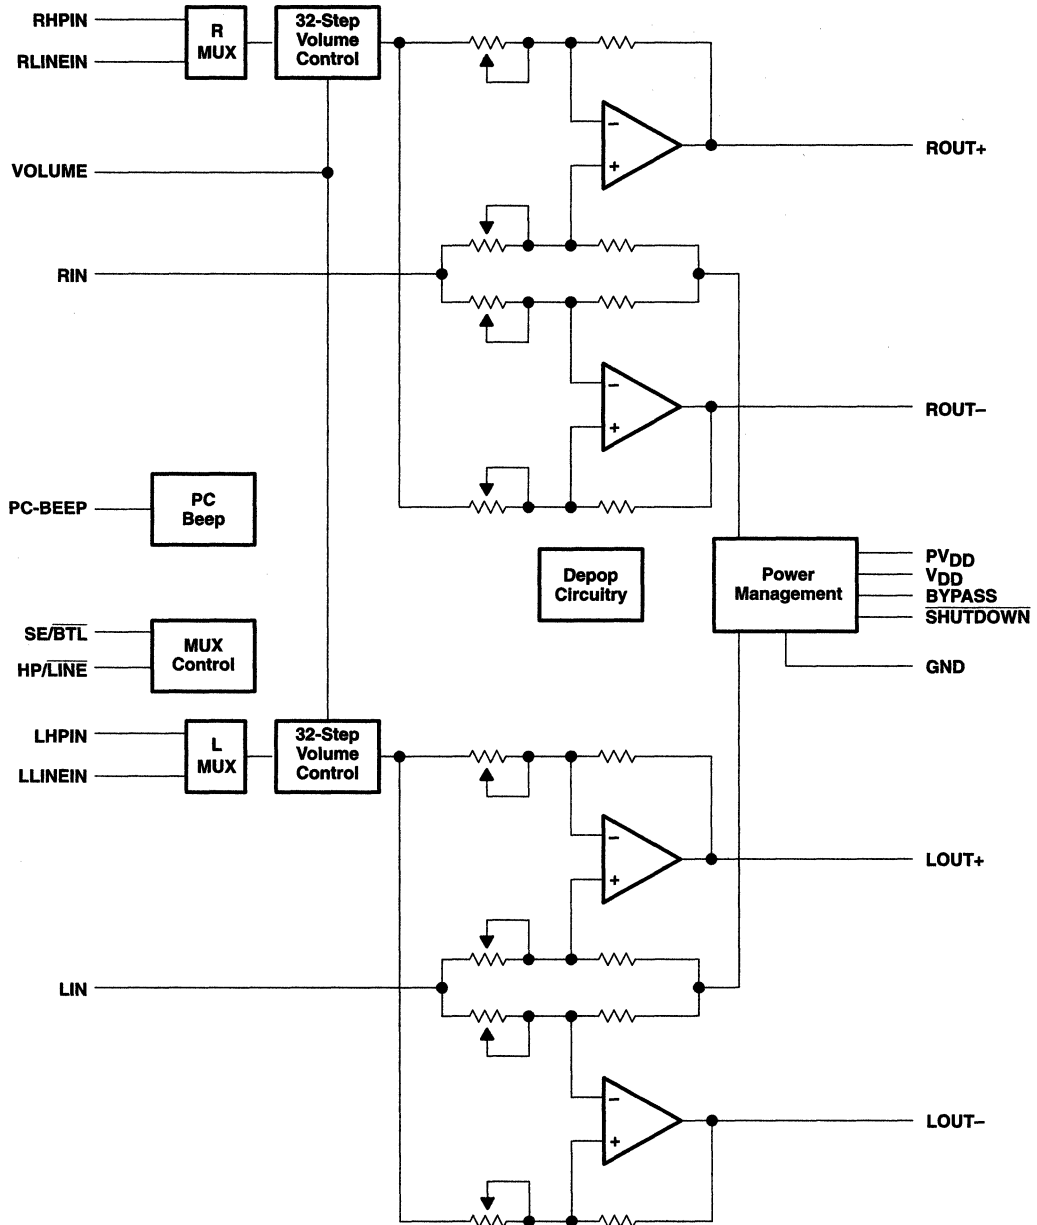 RHPIN
RLINEIN
R
MUX
32-Step
Volume
Control
−
+
ROUT+
VOLUME
RIN
−
+
ROUT−
PC-BEEP
PC
Beep
Depop
Circuitry
Power
Management
PVDD
VDD
BYPASS
SHUTDOWN
GND
SE/BTL
HP/LINE
MUX
Control
LHPIN
LLINEIN
L
MUX
32-Step
Volume
Control
−
+
LOUT+
LIN
−
+
LOUT−